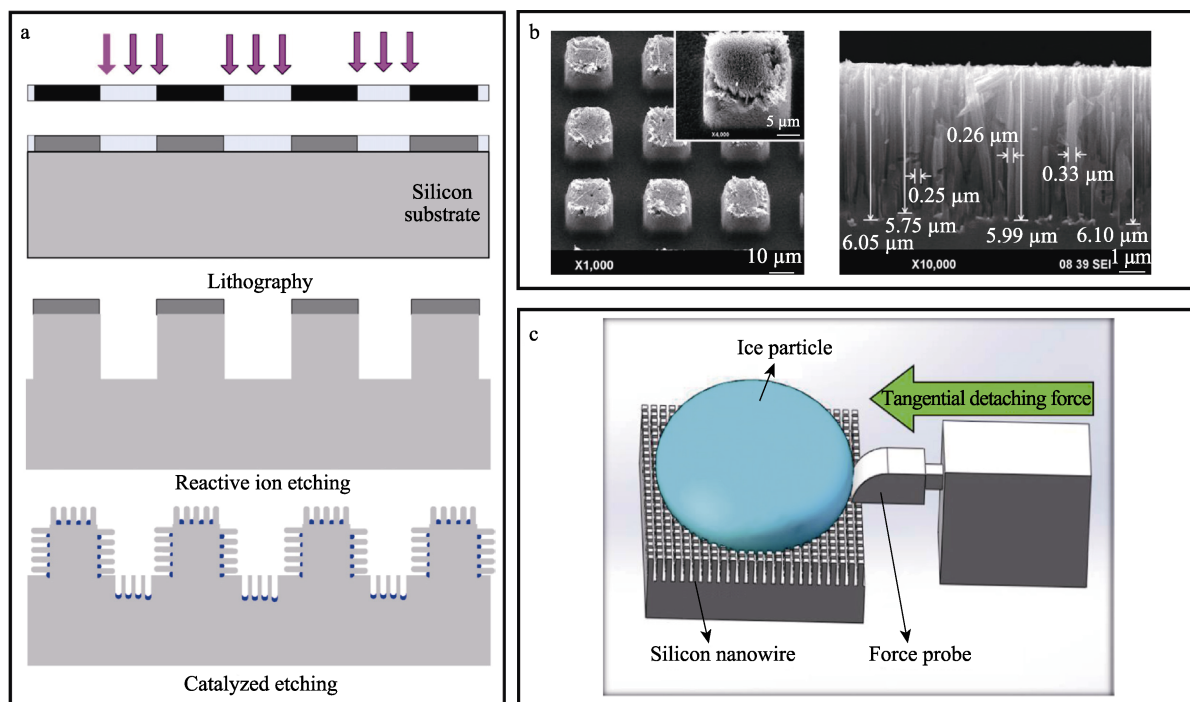 a
Silicon
substrate
Lithography
Reactive ion etching
Catalyzed etching
b
X4,000
5 µm
X1,000
10 µm
0.26 µm
0.33 µm
0.25 µm
5.75 µm
6.05 µm
5.99 µm
6.10 µm
X10,000
08 39 SEI
1 µm
c
Ice particle
Tangential detaching force
Silicon nanowire
Force probe